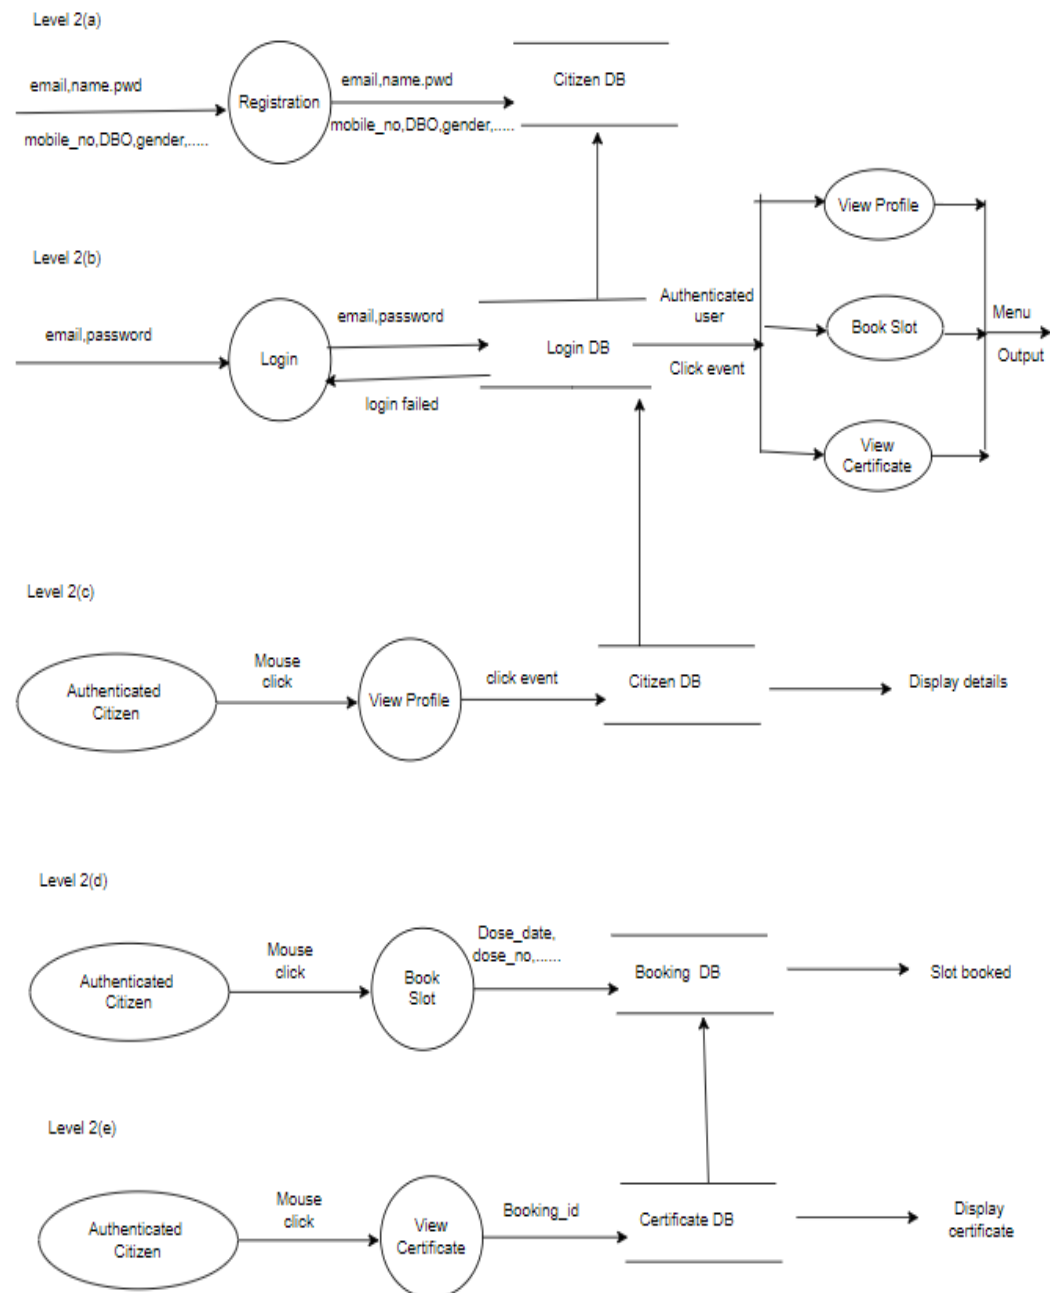 Level 2(a)
email,name.pwd
mobile_no,DBO,gender,.....
Registration
email,name.pwd
mobile_no,DBO,gender,.....
Citizen DB
Level 2(b)
email,password
Login
email,password
login failed
Login DB
Authenticated
user
Click event
View Profile
Book Slot
View
Certificate
Menu
Output
Level 2(c)
Authenticated
Citizen
Mouse
click
View Profile
click event
Citizen DB
Display details
Level 2(d)
Authenticated
Citizen
Mouse
click
Book
Slot
Dose_date,
dose_no,......
Booking DB
Slot booked
Level 2(e)
Authenticated
Citizen
Mouse
click
View
Certificate
Booking_id
Certificate DB
Display
certificate